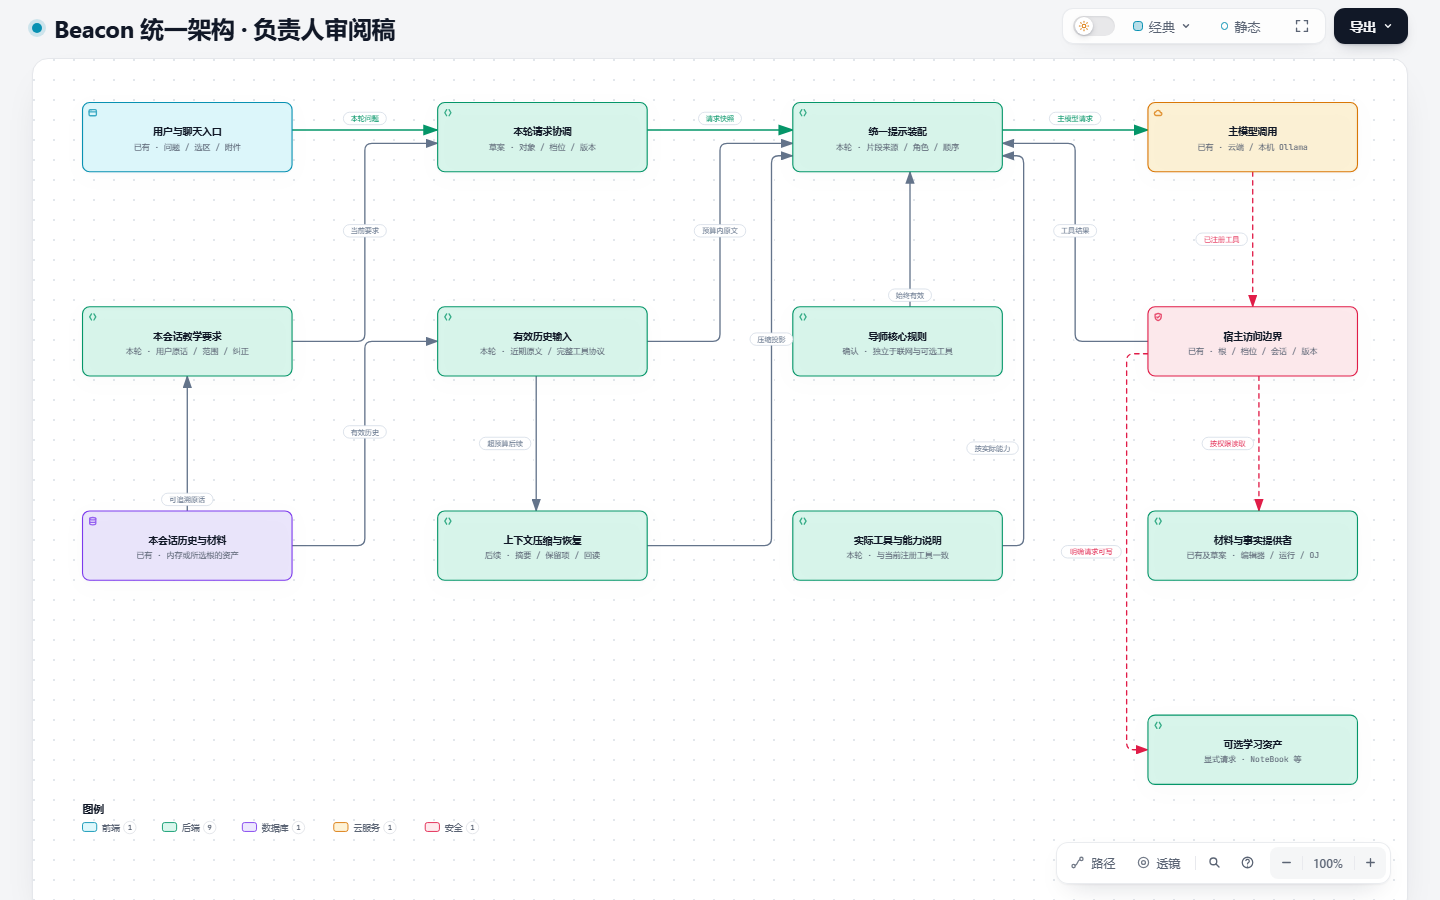 Beacon 统一架构 · 负责人审阅稿
经典
静态
导出
用户与聊天入口
已有 · 问题 / 选区 / 附件
本轮问题
本轮请求协调
草案 · 对象 / 档位 / 版本
请求快照
统一提示装配
本轮 · 片段来源 / 角色 / 顺序
主模型请求
主模型调用
已有 · 云端 / 本机 Ollama
当前要求
预算内原文
工具结果
已注册工具
始终有效
本会话教学要求
本轮 · 用户原话 / 范围 / 纠正
有效历史输入
本轮 · 近期原文 / 完整工具协议
压缩投影
导师核心规则
确认 · 独立于联网与可选工具
宿主访问边界
已有 · 根 / 档位 / 会话 / 版本
有效历史
超预算后续
按实际能力
按权限读取
可追溯原话
本会话历史与材料
已有 · 内存或所选根的资产
上下文压缩与恢复
后续 · 摘要 / 保留项 / 回读
实际工具与能力说明
本轮 · 与当前注册工具一致
明确请求可写
材料与事实提供者
已有及草案 · 编辑器 / 运行 / OJ
可选学习资产
显式请求 · NoteBook 等
图例
前端 1 后端 9 数据库 1 云服务 1 安全 1
路径
透镜
100%